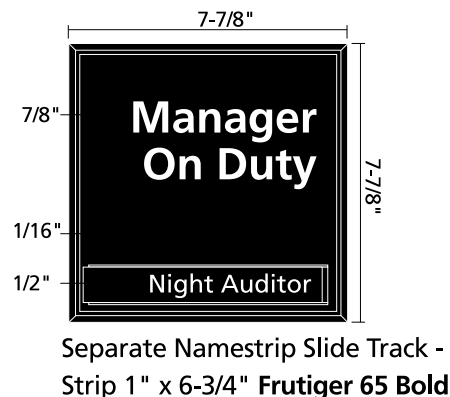 7-7/8"
7/8"
Manager
On Duty
7-7/8"
1/16"
1/2"
Night Auditor
Separate Namestrip Slide Track -
Strip 1" x 6-3/4" Frutiger 65 Bold